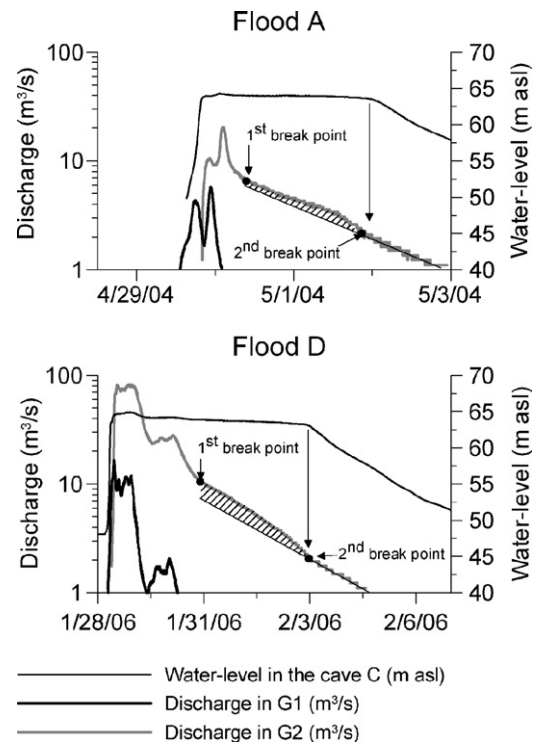 Flood A
Discharge (m³/s)
100
10
1
Water-level (m asl)
70
65
60
55
50
45
40
1st break point
2nd break point
4/29/04
5/1/04
5/3/04
Flood D
Discharge (m³/s)
100
10
1
Water-level (m asl)
70
65
60
55
50
45
40
1st break point
2nd break point
1/28/06
1/31/06
2/3/06
2/6/06
Water-level in the cave C (m asl)
Discharge in G1 (m³/s)
Discharge in G2 (m³/s)